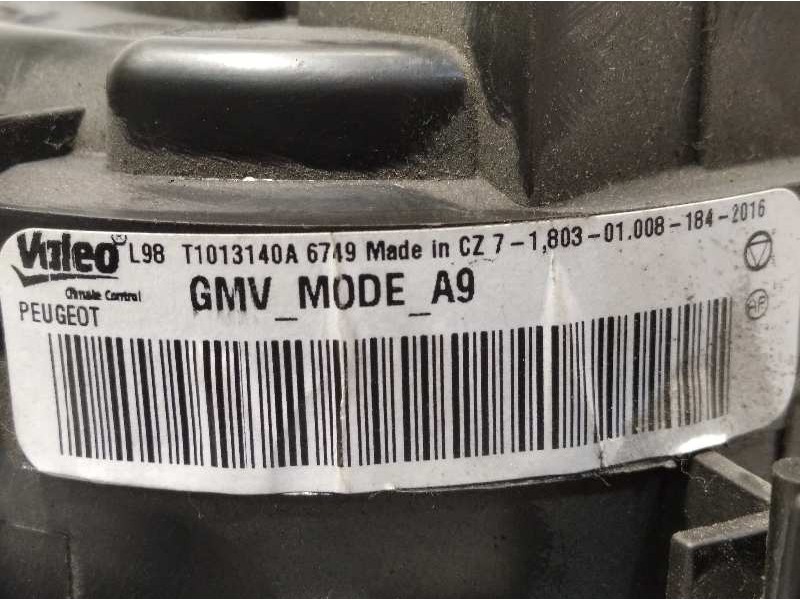 Valeo® L98 T1013140A 6749 Made in CZ 7-1,803-01.008-184-2016
Climate Control
PEUGEOT
GMV_MODE_A9